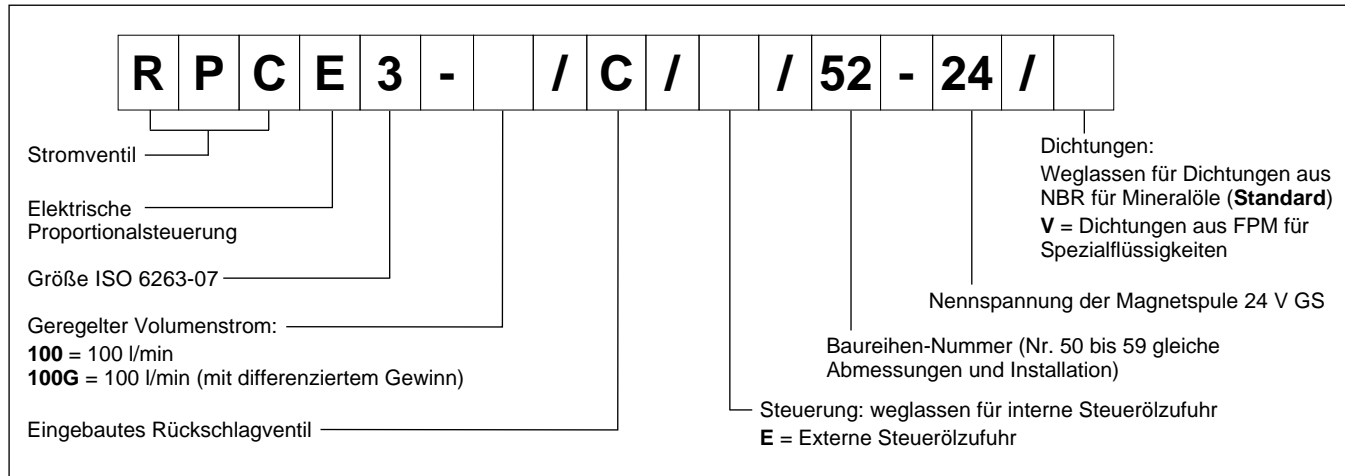 R P C E 3 - / C / / 52 - 24 /
Stromventil
Elektrische
Proportionalsteuerung
Größe ISO 6263-07
Geregelter Volumenstrom:
100 = 100 l/min
100G = 100 l/min (mit differenziertem Gewinn)
Eingebautes Rückschlagventil
Dichtungen:
Weglassen für Dichtungen aus
NBR für Mineralöle (Standard)
V = Dichtungen aus FPM für
Spezialflüssigkeiten
Nennspannung der Magnetspule 24 V GS
Baureihen-Nummer (Nr. 50 bis 59 gleiche
Abmessungen und Installation)
Steuerung: weglassen für interne Steuerölzufuhr
E = Externe Steuerölzufuhr